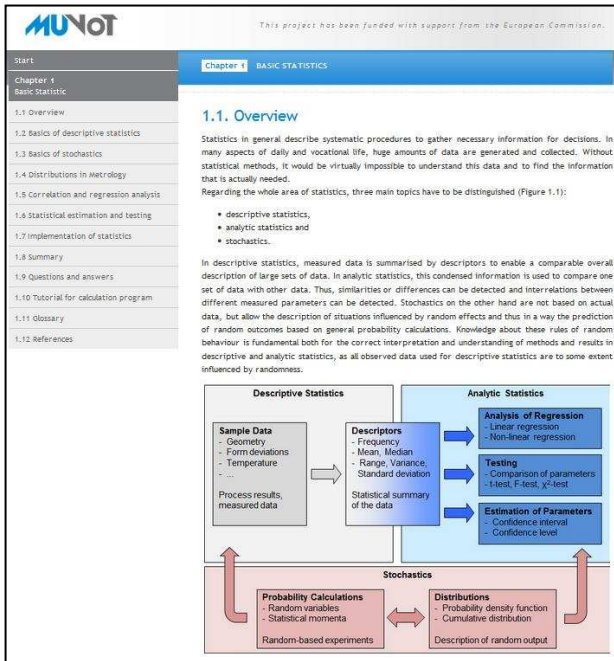 MUVoT
This project has been funded with support from the European Commission.
Start
Chapter 1
Basic Statistic
1.1 Overview
1.2 Basics of descriptive statistics
1.3 Basics of stochastics
1.4 Distributions in Metrology
1.5 Correlation and regression analysis
1.6 Statistical estimation and testing
1.7 Implementation of statistics
1.8 Summary
1.9 Questions and answers
1.10 Tutorial for calculation program
1.11 Glossary
1.12 References
Chapter 1 BASIC STATISTICS
1.1. Overview
Statistics in general describe systematic procedures to gather necessary information for decisions. In
many aspects of daily and vocational life, huge amounts of data are generated and collected. Without
statistical methods, it would be virtually impossible to understand this data and to find the information
that is actually needed.
Regarding the whole area of statistics, three main topics have to be distinguished (Figure 1.1):
• descriptive statistics,
• analytic statistics and
• stochastics.
In descriptive statistics, measured data is summarised by descriptors to enable a comparable overall
description of large sets of data. In analytic statistics, this condensed information is used to compare one
set of data with other data. Thus, similarities or differences can be detected and interrelations between
different measured parameters can be detected. Stochastics on the other hand are not based on actual
data, but allow the description of situations influenced by random effects and thus in a way the prediction
of random outcomes based on general probability calculations. Knowledge about these rules of random
behaviour is fundamental both for the correct interpretation and understanding of methods and results in
descriptive and analytic statistics, as all observed data used for descriptive statistics are to some extent
influenced by randomness.
Descriptive Statistics
Sample Data
- Geometry
- Form deviations
- Temperature
- ...
Process results,
measured data
Descriptors
- Frequency
- Mean, Median
- Range, Variance,
Standard deviation
Statistical summary
of the data
Analytic Statistics
Analysis of Regression
- Linear regression
- Non-linear regression
Testing
- Comparison of parameters
- t-test, F-test, χ²-test
Estimation of Parameters
- Confidence interval
- Confidence level
Stochastics
Probability Calculations
- Random variables
- Statistical momenta
Random-based experiments
Distributions
- Probability density function
- Cumulative distribution
Description of random output